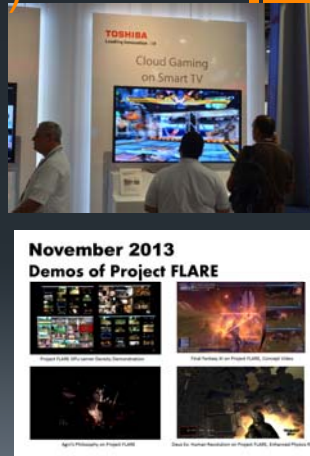 TOSHIBA
Leading Innovation
Cloud Gaming
on Smart TV
November 2013
Demos of Project FLARE
Project FLARE GPU server Density Demonstration
Final Fantasy XI on Project FLARE, Concept Video
Agni's Philosophy on Project FLARE
Deus Ex: Human Revolution on Project FLARE, Enhanced Physics